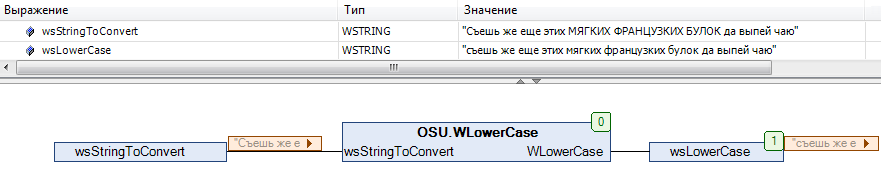 Выражение Тип Значение
wsStringToConvert WSTRING "Съешь же еще этих МЯГКИХ ФРАНЦУЗКИХ БУЛОК да выпей чаю"
wsLowerCase WSTRING "съешь же еще этих мягких французких булок да выпей чаю"
0
OSU.WLowerCase
1
wsStringToConvert "Съешь же е wsStringToConvert WLowerCase wsLowerCase "съешь же е